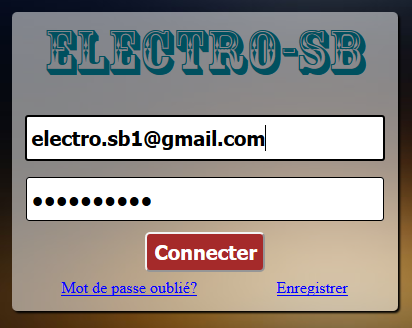 ELECTRO-SB
electro.sb1@gmail.com
●●●●●●●●●●
Connecter
Mot de passe oublié? Enregistrer